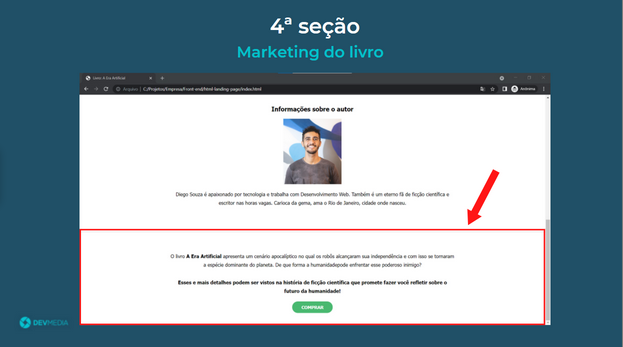 4ª seção
Marketing do livro
Livro: A Era Artificial
Arquivo | C:/Projetos/Empresa/Front-end/html-landing-page/index.html
Anônima
Informações sobre o autor
Diego Souza é apaixonado por tecnologia e trabalha com Desenvolvimento Web. Também é um eterno fã de ficção científica e
escritor nas horas vagas. Carioca da gema, ama o Rio de Janeiro, cidade onde nasceu.
O livro A Era Artificial apresenta um cenário apocalíptico no qual os robôs alcançaram sua independência e com isso se tornaram
a espécie dominante do planeta. De que forma a humanidadepode enfrentar esse poderoso inimigo?
Esses e mais detalhes podem ser vistos na história de ficção científica que promete fazer você refletir sobre o
futuro da humanidade!
COMPRAR
DEVMEDIA